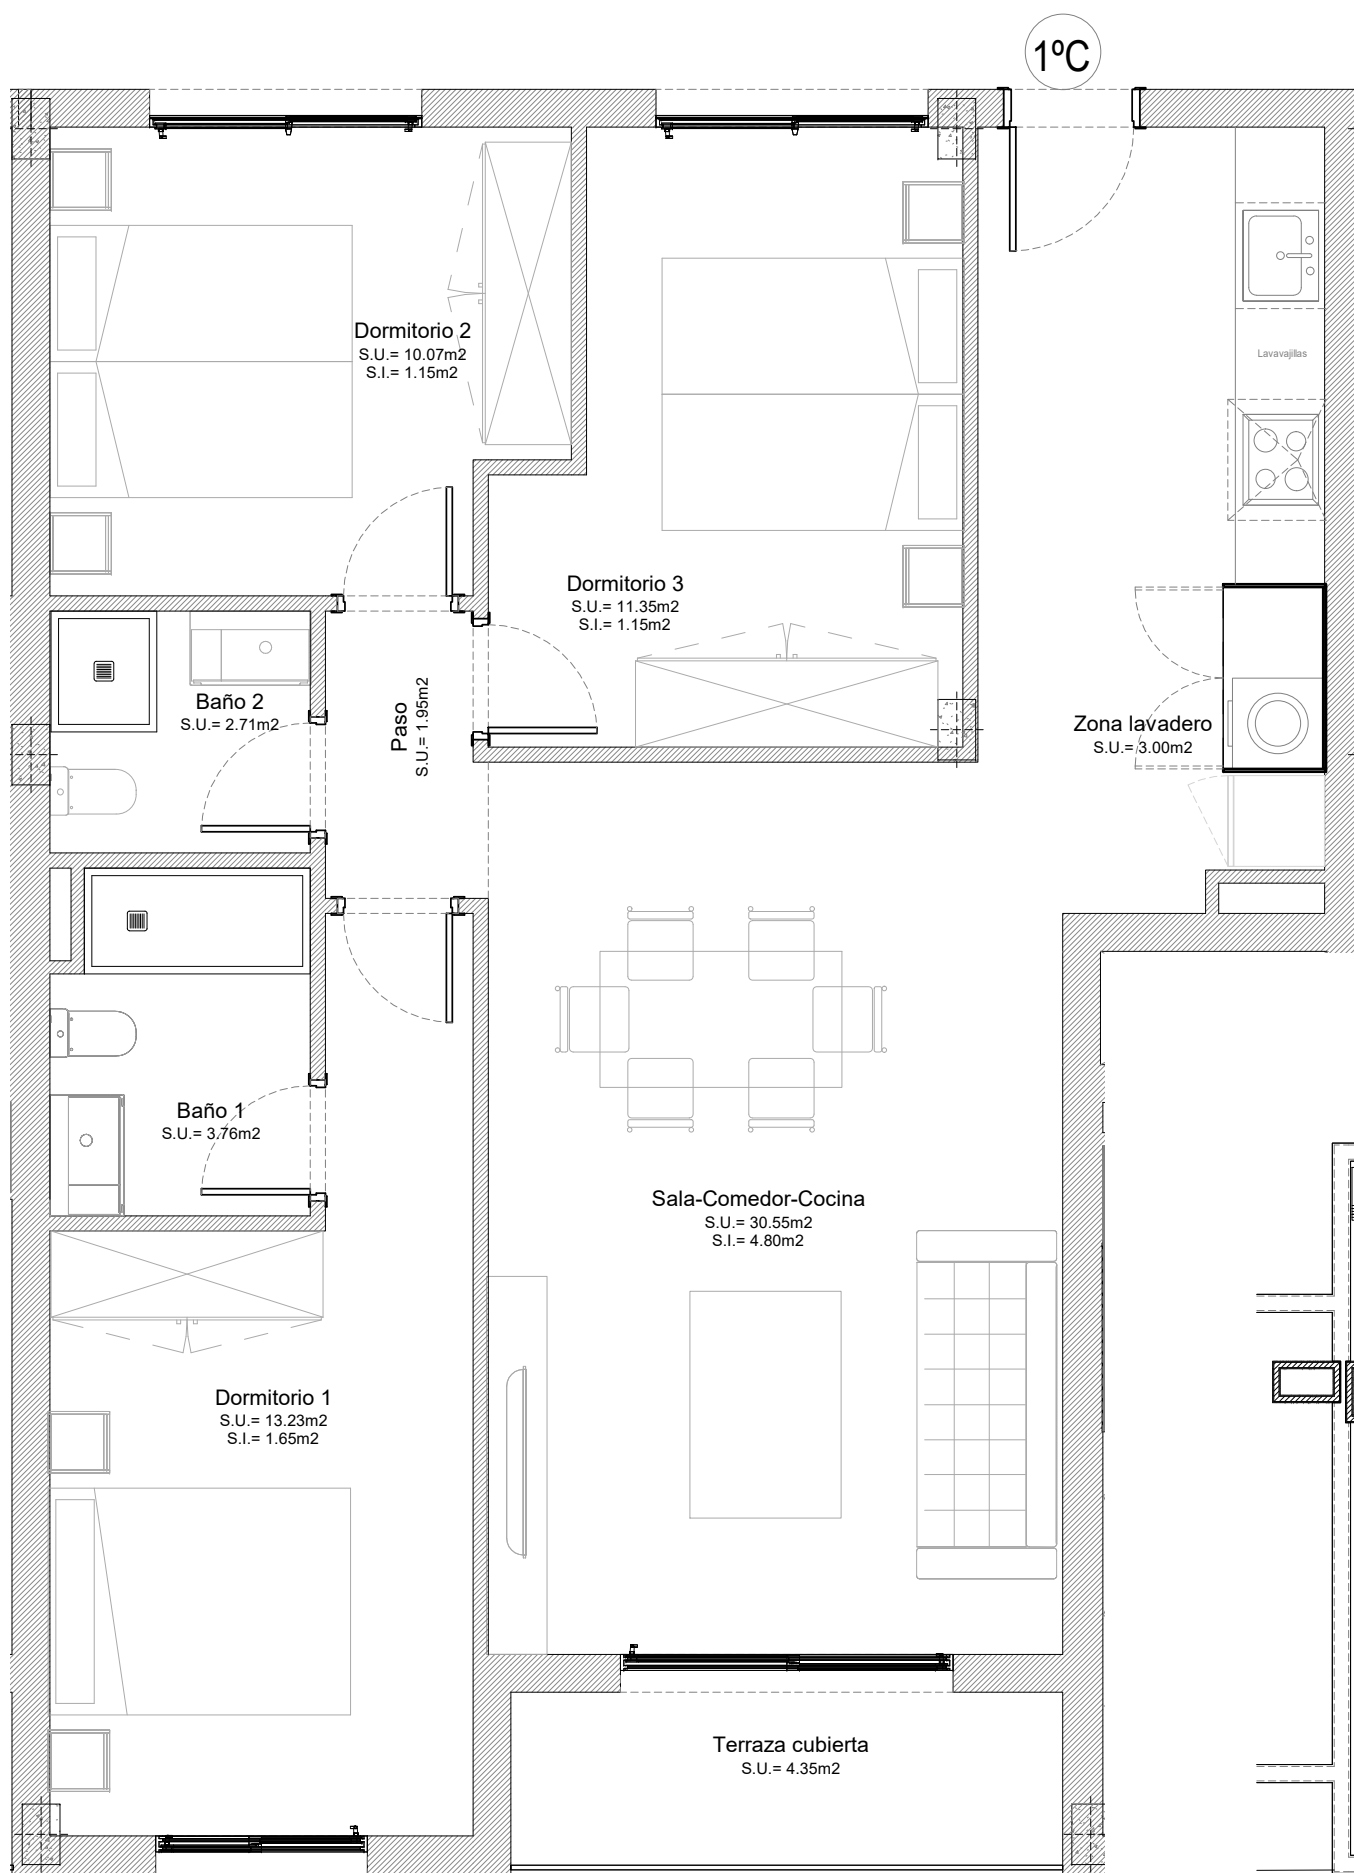 1ºC
Dormitorio 2
S.U.= 10.07m2
S.I.= 1.15m2
Lavavajillas
Dormitorio 3
S.U.= 11.35m2
S.I.= 1.15m2
Baño 2
S.U.= 2.71m2
Paso
S.U.= 1.95m2
Zona lavadero
S.U.= 3.00m2
Baño 1
S.U.= 3.76m2
Sala-Comedor-Cocina
S.U.= 30.55m2
S.I.= 4.80m2
Dormitorio 1
S.U.= 13.23m2
S.I.= 1.65m2
Terraza cubierta
S.U.= 4.35m2